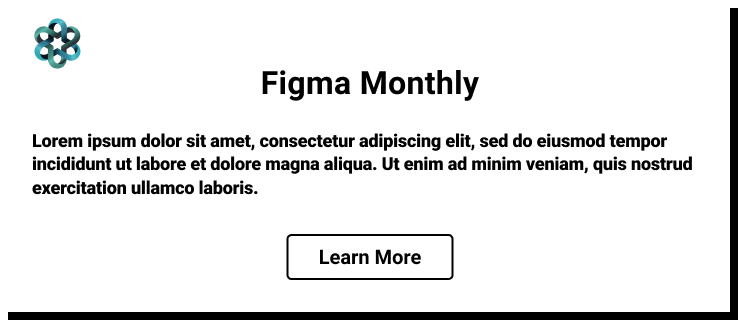 Figma Monthly
Lorem ipsum dolor sit amet, consectetur adipiscing elit, sed do eiusmod tempor
incididunt ut labore et dolore magna aliqua. Ut enim ad minim veniam, quis nostrud
exercitation ullamco laboris.
Learn More